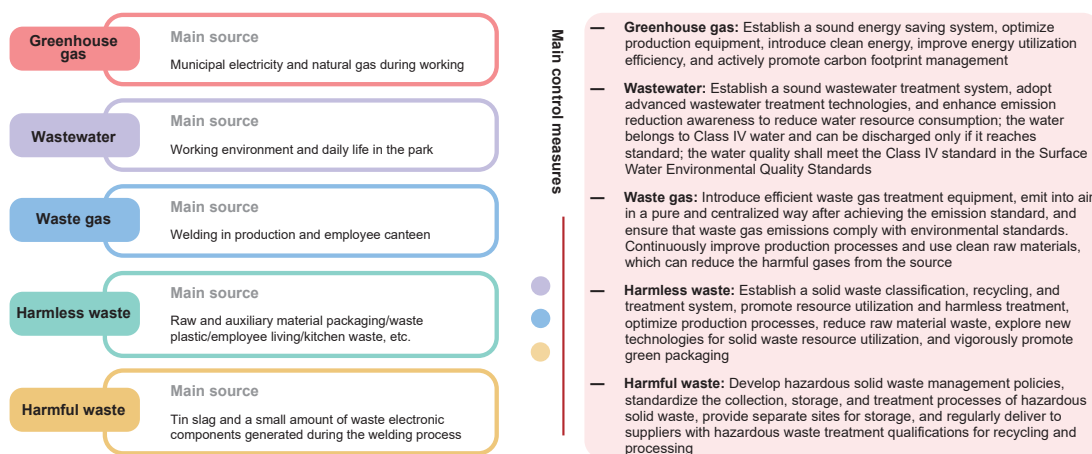 Greenhouse
gas
Main source
Municipal electricity and natural gas during working
Wastewater
Main source
Working environment and daily life in the park
Waste gas
Main source
Welding in production and employee canteen
Harmless waste
Main source
Raw and auxiliary material packaging/waste
plastic/employee living/kitchen waste, etc.
Harmful waste
Main source
Tin slag and a small amount of waste electronic
components generated during the welding process
Main control measures
— Greenhouse gas: Establish a sound energy saving system, optimize
production equipment, introduce clean energy, improve energy utilization
efficiency, and actively promote carbon footprint management
— Wastewater: Establish a sound wastewater treatment system, adopt
advanced wastewater treatment technologies, and enhance emission
reduction awareness to reduce water resource consumption; the water
belongs to Class IV water and can be discharged only if it reaches
standard; the water quality shall meet the Class IV standard in the Surface
Water Environmental Quality Standards
— Waste gas: Introduce efficient waste gas treatment equipment, emit into air
in a pure and centralized way after achieving the emission standard, and
ensure that waste gas emissions comply with environmental standards.
Continuously improve production processes and use clean raw materials,
which can reduce the harmful gases from the source
— Harmless waste: Establish a solid waste classification, recycling, and
treatment system, promote resource utilization and harmless treatment,
optimize production processes, reduce raw material waste, explore new
technologies for solid waste resource utilization, and vigorously promote
green packaging
— Harmful waste: Develop hazardous solid waste management policies,
standardize the collection, storage, and treatment processes of hazardous
solid waste, provide separate sites for storage, and regularly deliver to
suppliers with hazardous waste treatment qualifications for recycling and
processing